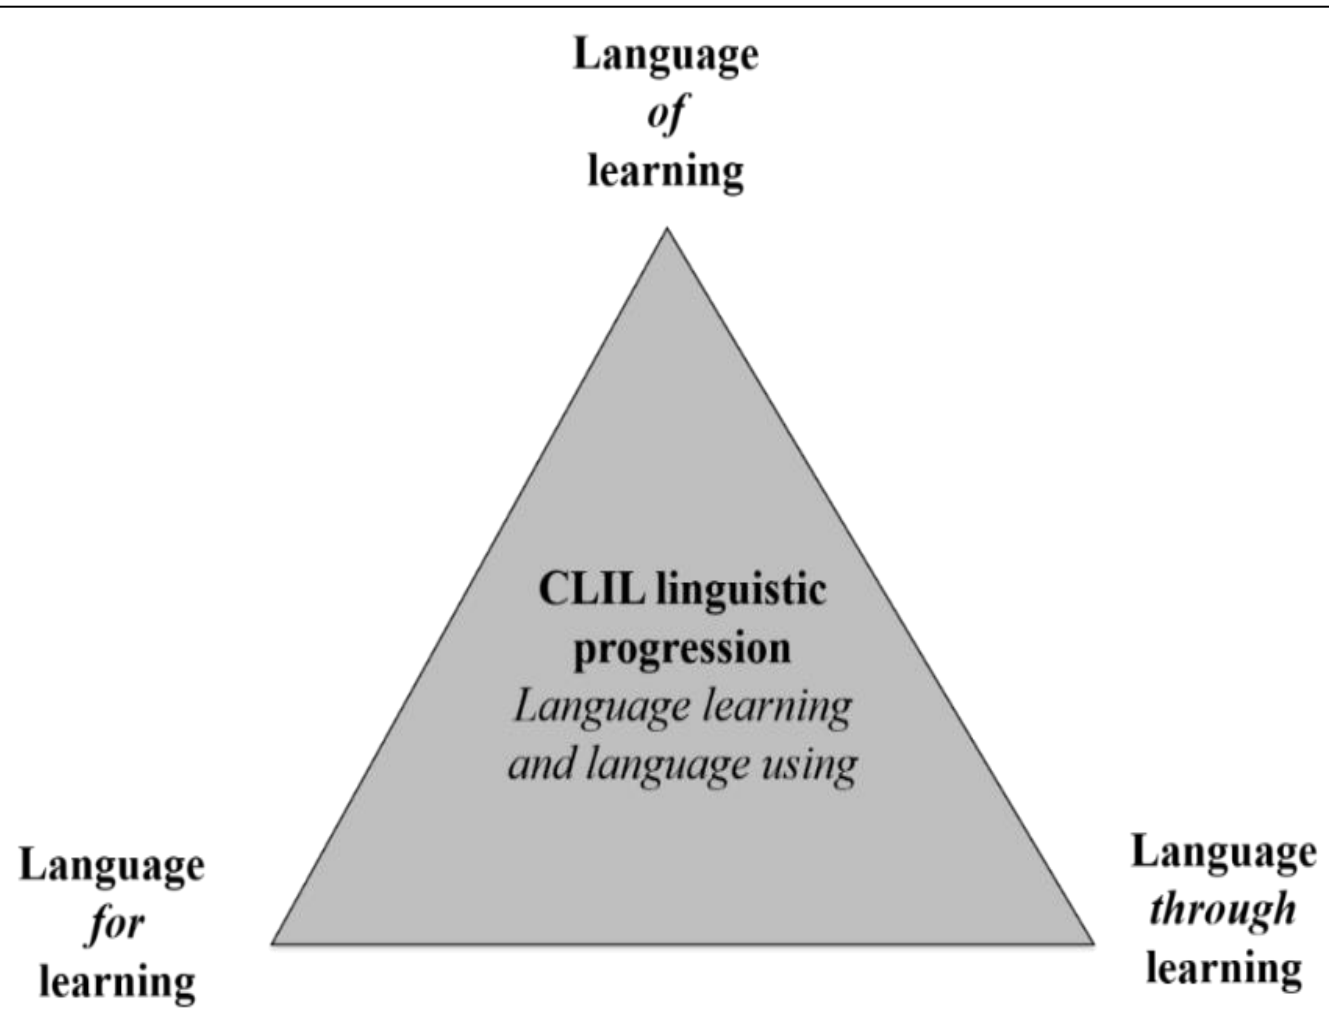 Language
of
learning
CLIL linguistic
progression
Language learning
and language using
Language
for
learning
Language
through
learning